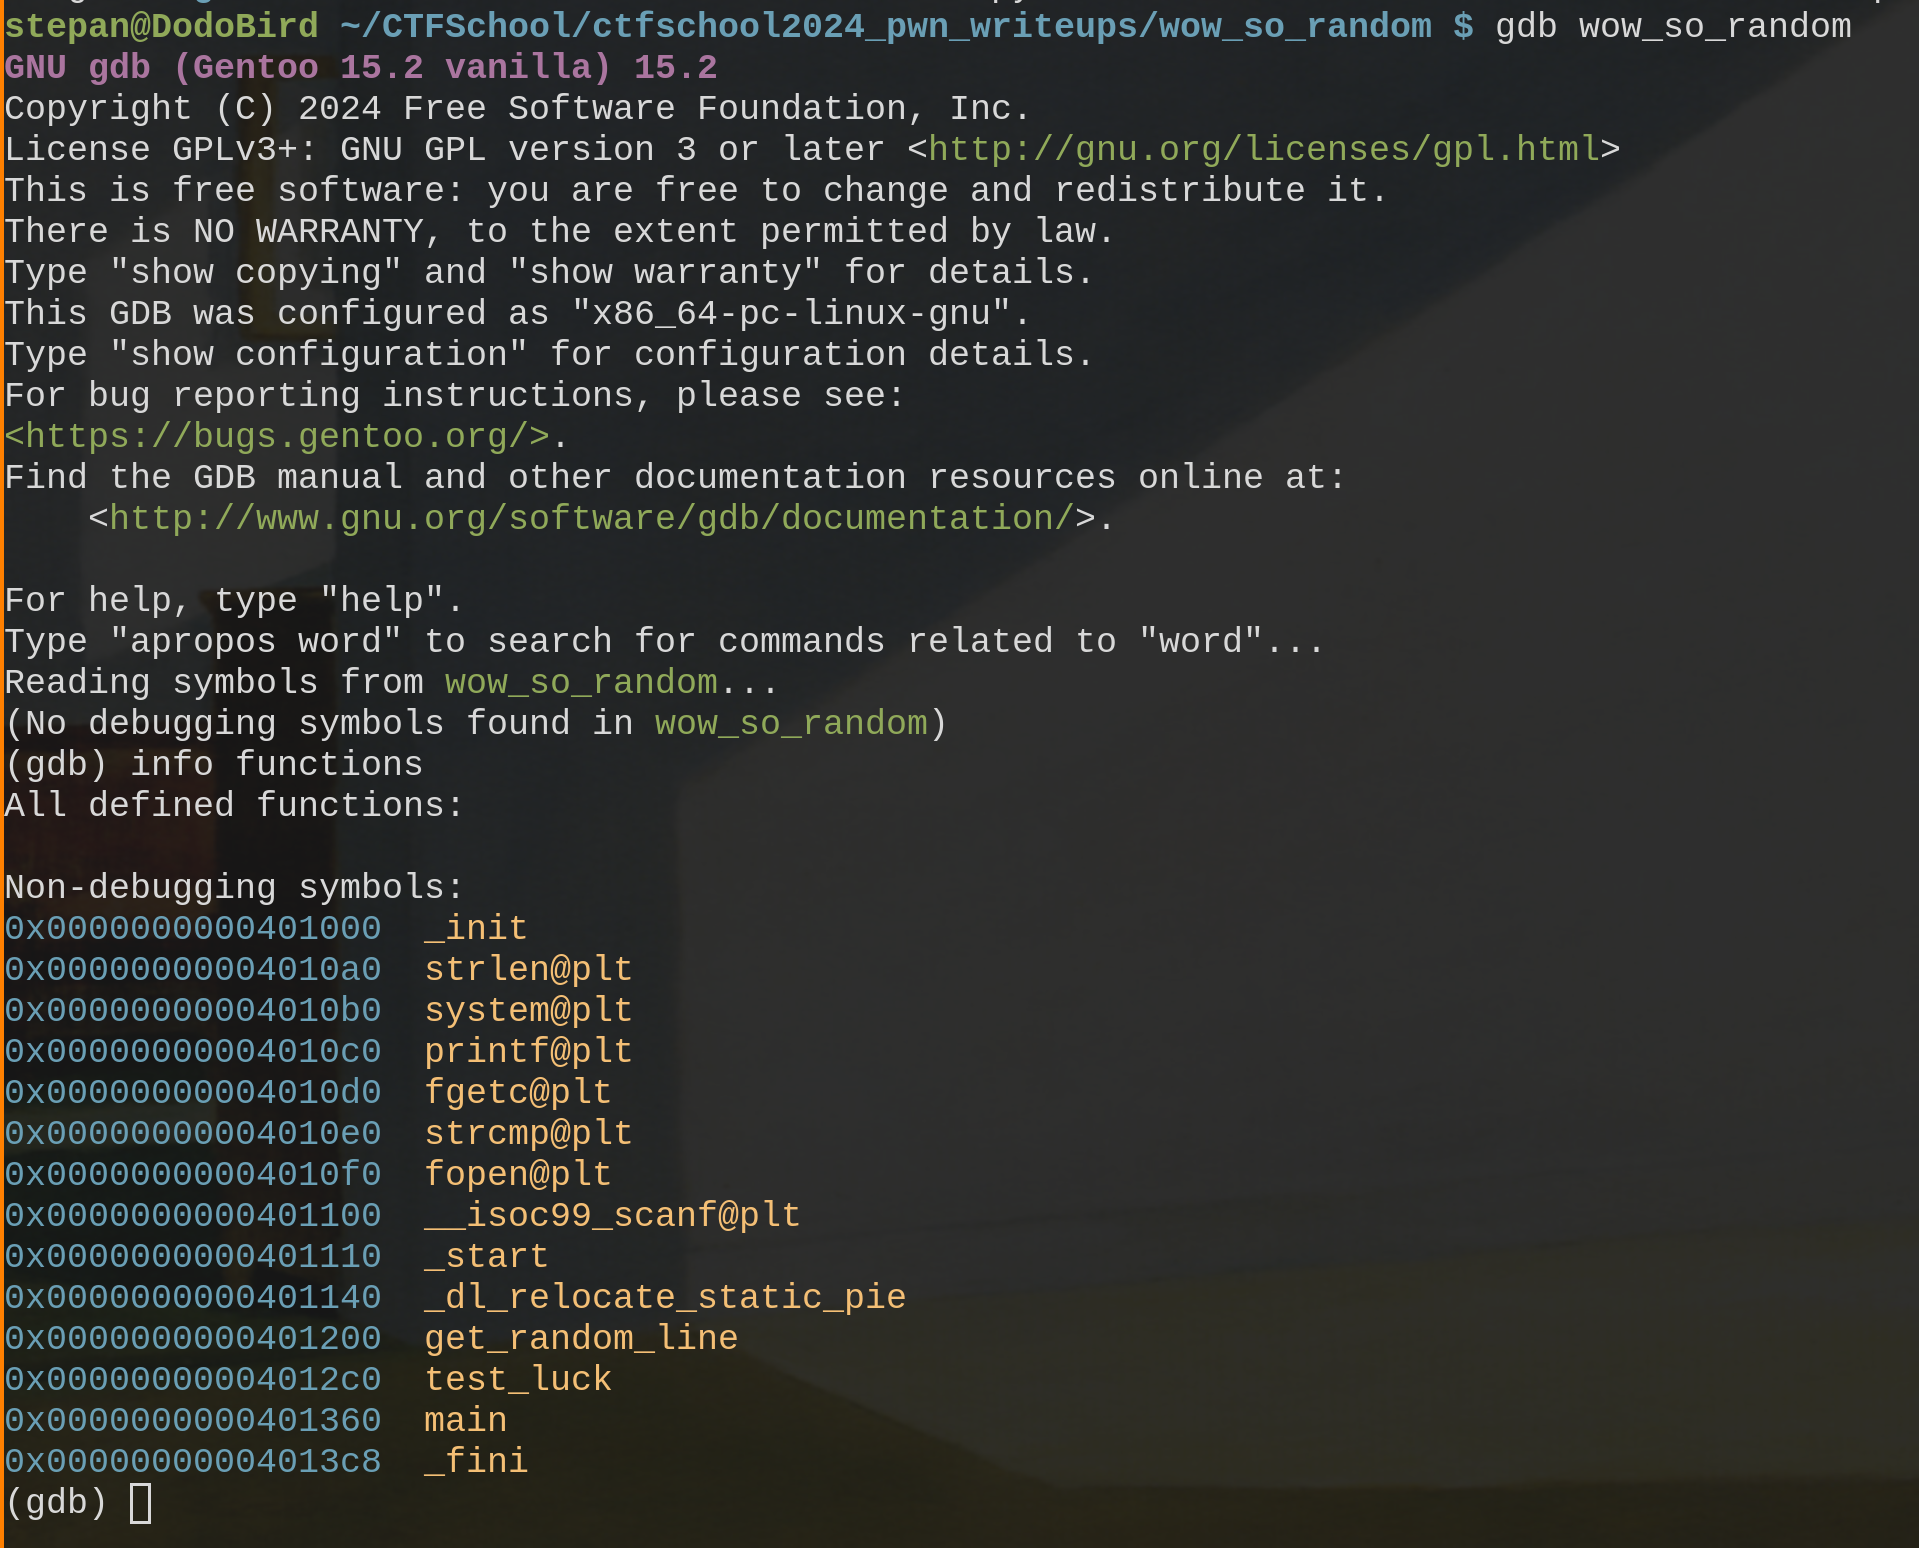 stepan@DodoBird ~/CTFSchool/ctfschool2024_pwn_writeups/wow_so_random $ gdb wow_so_random
GNU gdb (Gentoo 15.2 vanilla) 15.2
Copyright (C) 2024 Free Software Foundation, Inc.
License GPLv3+: GNU GPL version 3 or later <http://gnu.org/licenses/gpl.html>
This is free software: you are free to change and redistribute it.
There is NO WARRANTY, to the extent permitted by law.
Type "show copying" and "show warranty" for details.
This GDB was configured as "x86_64-pc-linux-gnu".
Type "show configuration" for configuration details.
For bug reporting instructions, please see:
<https://bugs.gentoo.org/>.
Find the GDB manual and other documentation resources online at:
    <http://www.gnu.org/software/gdb/documentation/>.

For help, type "help".
Type "apropos word" to search for commands related to "word"...
Reading symbols from wow_so_random...
(No debugging symbols found in wow_so_random)
(gdb) info functions
All defined functions:

Non-debugging symbols:
0x0000000000401000  _init
0x00000000004010a0  strlen@plt
0x00000000004010b0  system@plt
0x00000000004010c0  printf@plt
0x00000000004010d0  fgetc@plt
0x00000000004010e0  strcmp@plt
0x00000000004010f0  fopen@plt
0x0000000000401100  __isoc99_scanf@plt
0x0000000000401110  _start
0x0000000000401140  _dl_relocate_static_pie
0x0000000000401200  get_random_line
0x00000000004012c0  test_luck
0x0000000000401360  main
0x00000000004013c8  _fini
(gdb)